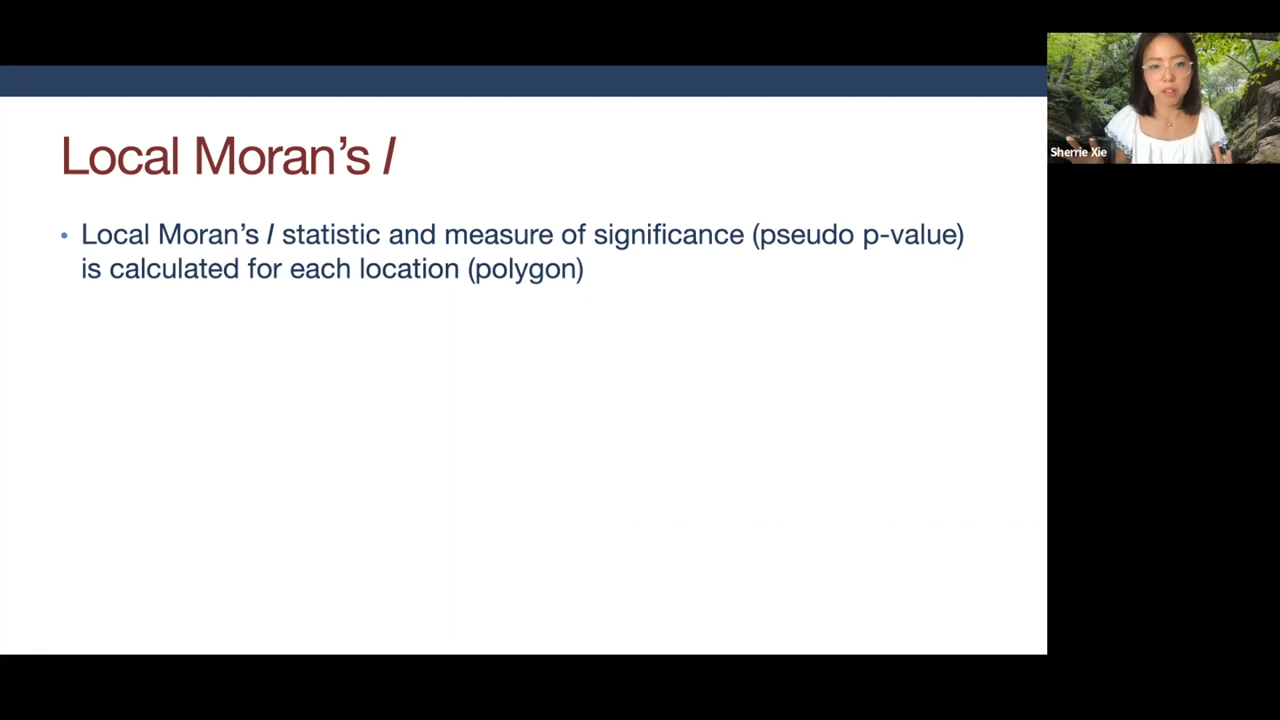 Local Moran's I
• Local Moran's I statistic and measure of significance (pseudo p-value)
is calculated for each location (polygon)
Sherrie Xie